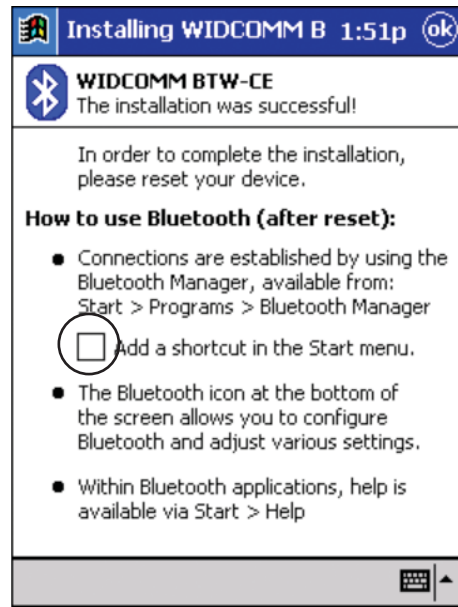 Installing WIDCOMM B 1:51p ok
WIDCOMM BTW-CE
The installation was successful!
In order to complete the installation,
please reset your device.
How to use Bluetooth (after reset):
Connections are established by using the
Bluetooth Manager, available from:
Start > Programs > Bluetooth Manager
Add a shortcut in the Start menu.
The Bluetooth icon at the bottom of
the screen allows you to configure
Bluetooth and adjust various settings.
Within Bluetooth applications, help is
available via Start > Help